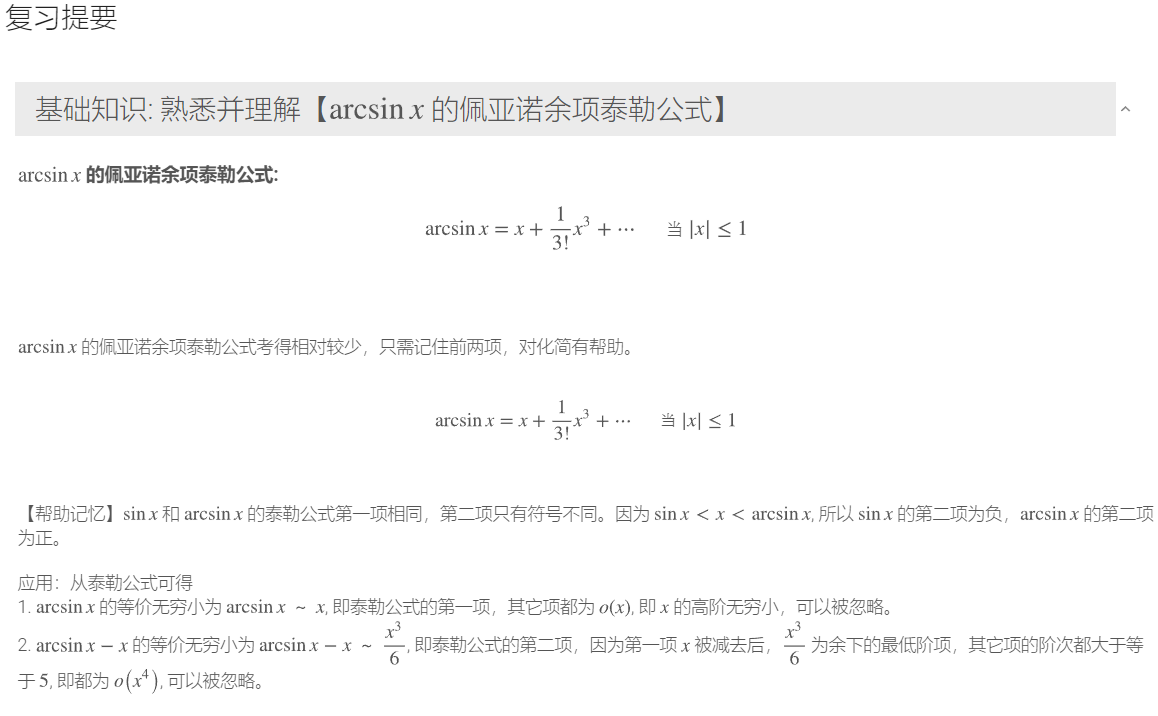 复习提要
基础知识: 熟悉并理解【arcsin x 的佩亚诺余项泰勒公式】
arcsin x 的佩亚诺余项泰勒公式:
arcsin x = x + \frac{1}{3!}x^3 + ⋯ 当 |x| ≤ 1
arcsin x 的佩亚诺余项泰勒公式考得相对较少，只需记住前两项，对化简有帮助。
arcsin x = x + \frac{1}{3!}x^3 + ⋯ 当 |x| ≤ 1
【帮助记忆】sin x 和 arcsin x 的泰勒公式第一项相同，第二项只有符号不同。因为 sin x < x < arcsin x, 所以 sin x 的第二项为负，arcsin x 的第二项
为正。
应用：从泰勒公式可得
1. arcsin x 的等价无穷小为 arcsin x ~ x, 即泰勒公式的第一项，其它项都为 o(x), 即 x 的高阶无穷小，可以被忽略。
2. arcsin x − x 的等价无穷小为 arcsin x − x ~ \frac{x^3}{6}, 即泰勒公式的第二项，因为第一项 x 被减去后，\frac{x^3}{6} 为余下的最低阶项，其它项的阶次都大于等
于 5, 即都为 o(x^4), 可以被忽略。